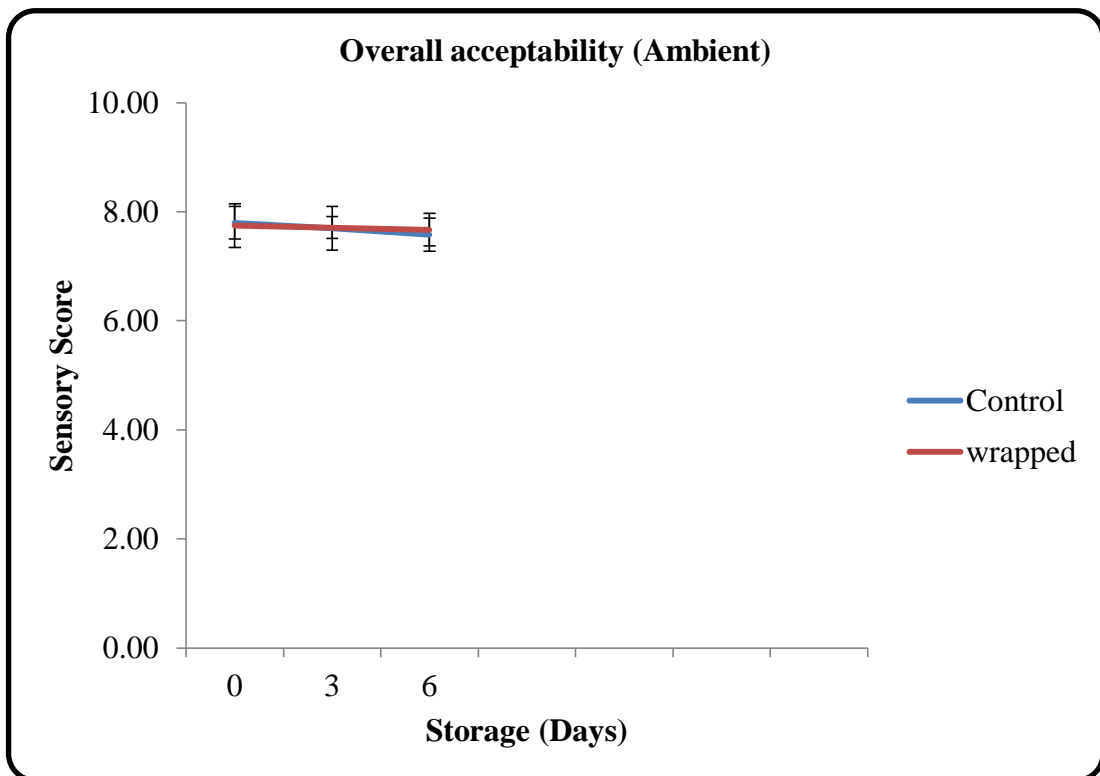 Overall acceptability (Ambient)
10.00
8.00
6.00
4.00
2.00
0.00
Sensory Score
0 3 6
Storage (Days)
Control
wrapped